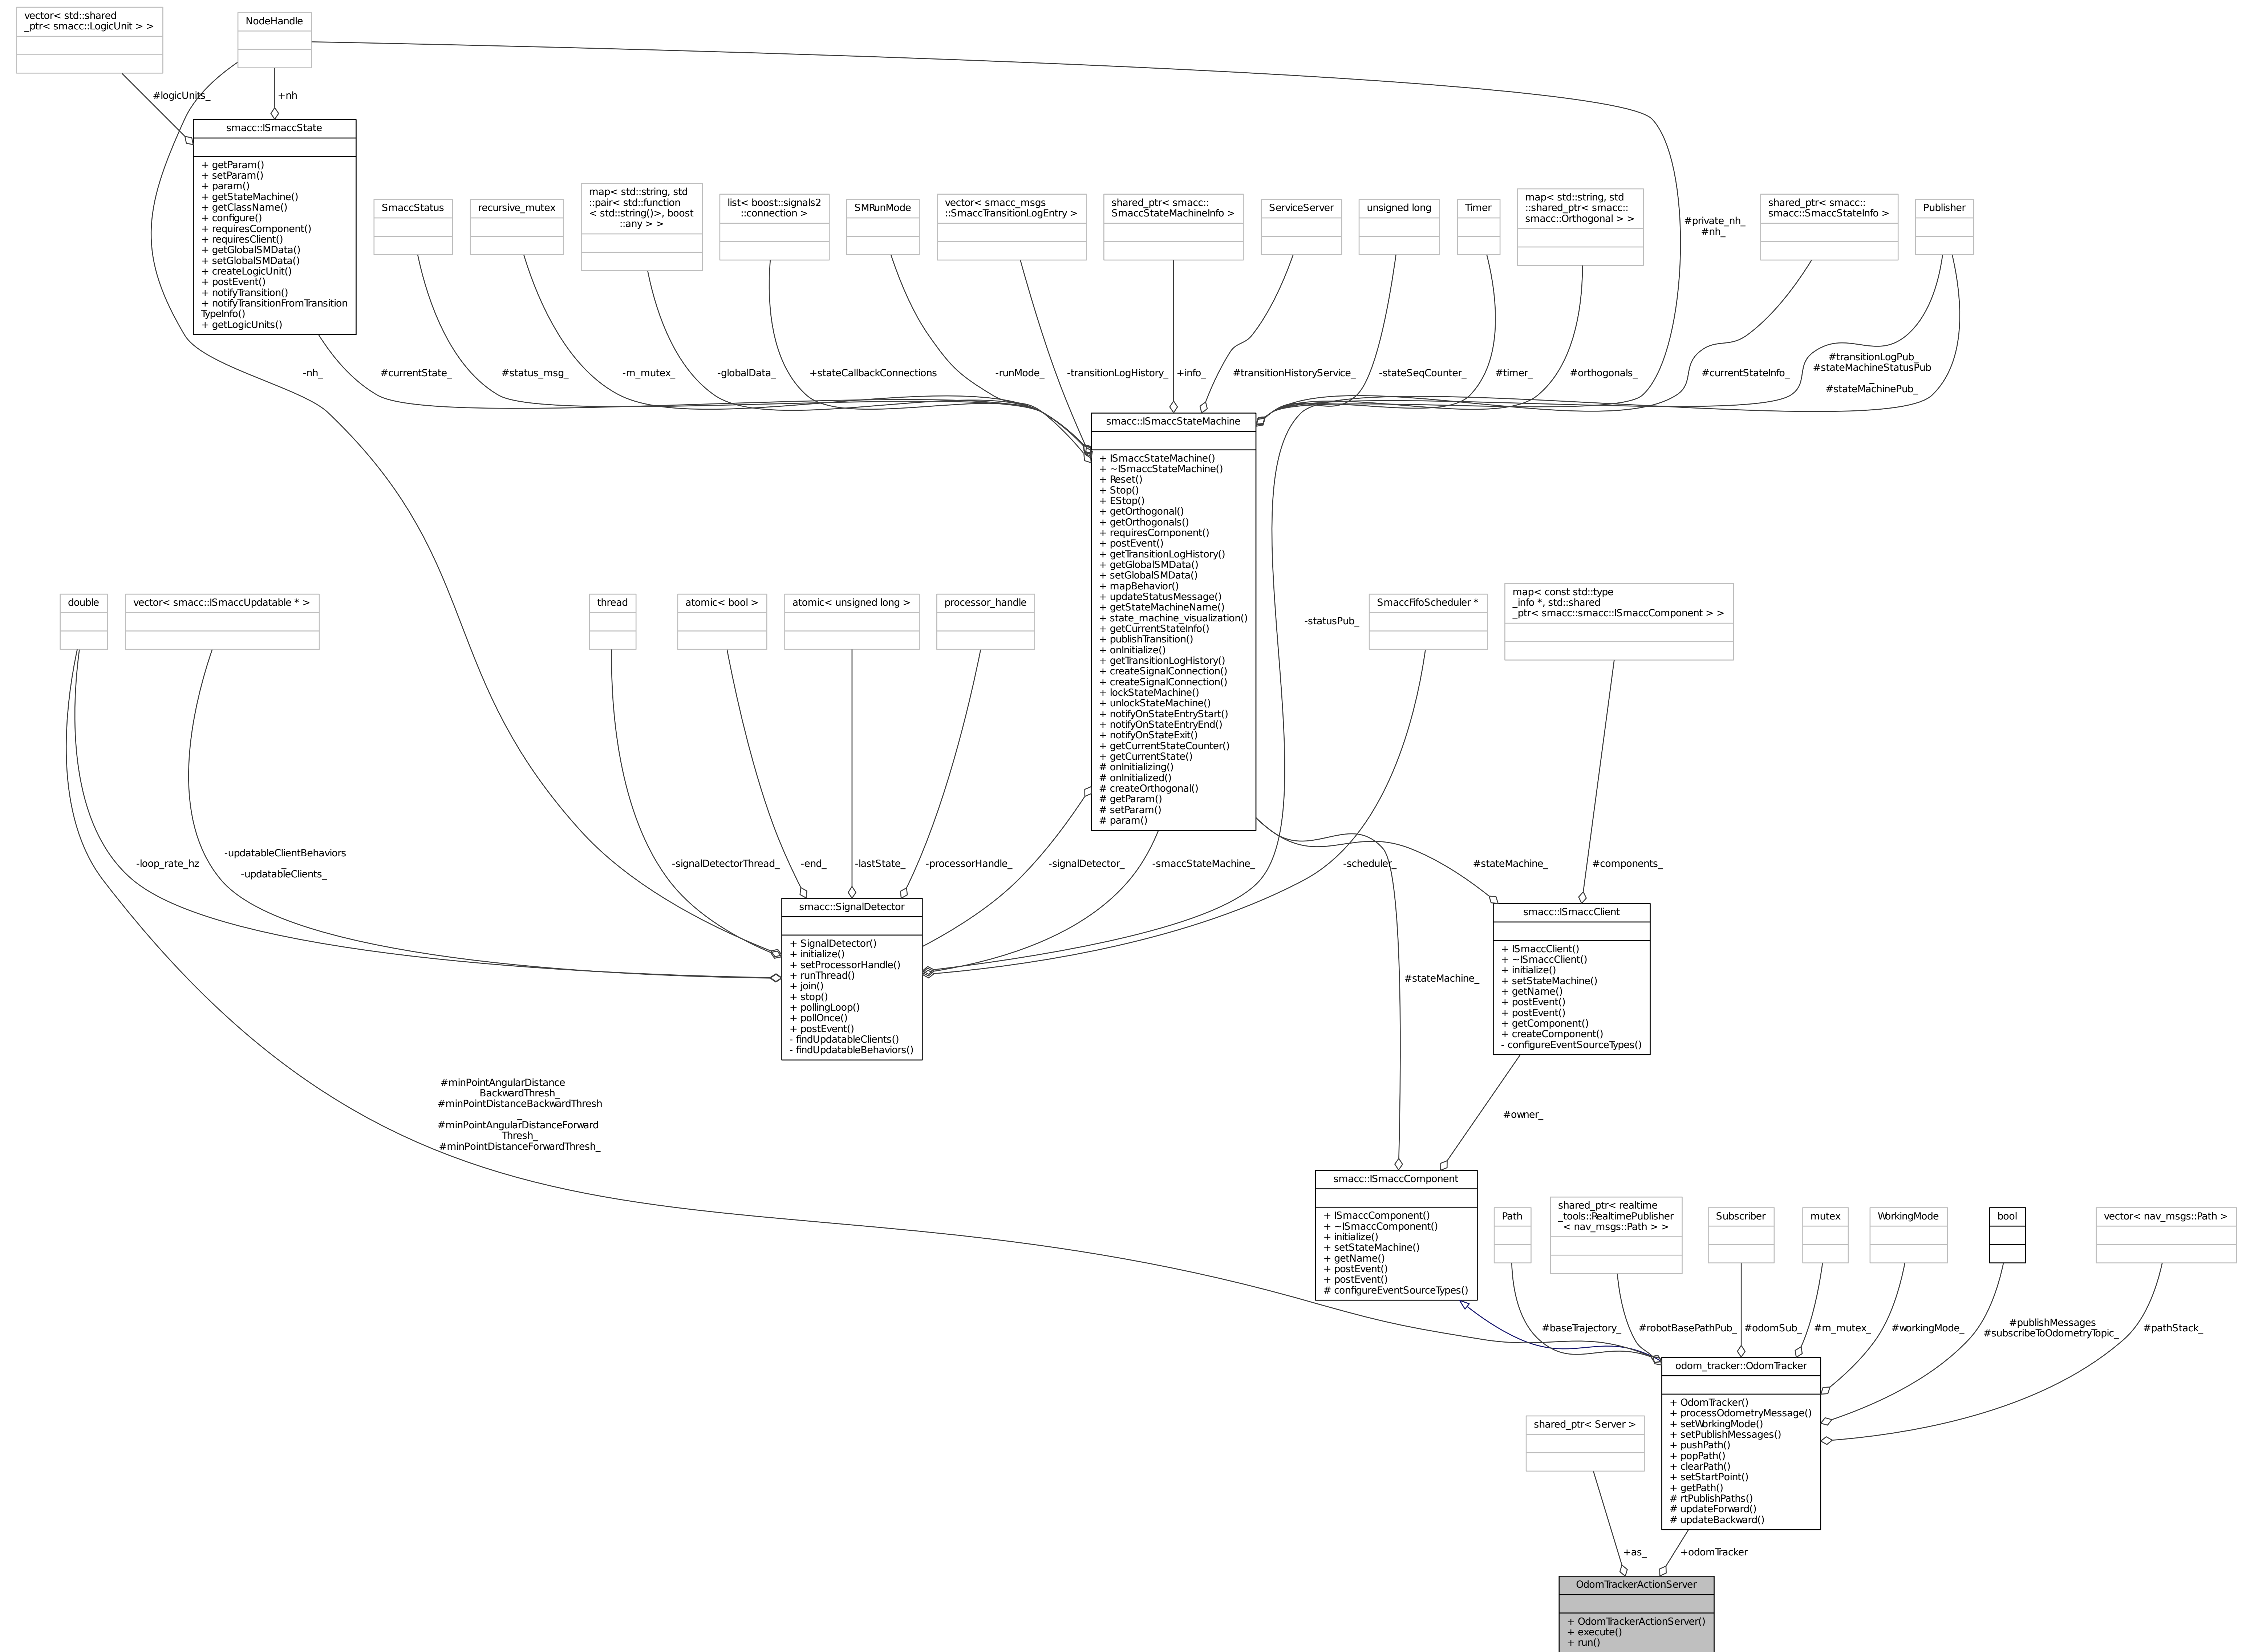 vector< std::shared
_ptr< smacc::LogicUnit > >
NodeHandle
#logicUnits_
+nh
smacc::ISmaccState
+ getParam()
+ setParam()
+ param()
+ getStateMachine()
+ getClassName()
+ configure()
+ requiresComponent()
+ requiresClient()
+ getGlobalSMData()
+ setGlobalSMData()
+ createLogicUnit()
+ postEvent()
+ notifyTransition()
+ notifyTransitionFromTransition
TypeInfo()
+ getLogicUnits()
SmaccStatus
recursive_mutex
map< std::string, std
::pair< std::function
< std::string()>, boost
::any > >
list< boost::signals2
::connection >
SMRunMode
vector< smacc_msgs
::SmaccTransitionLogEntry >
shared_ptr< smacc::
SmaccStateMachineInfo >
ServiceServer
unsigned long
Timer
map< std::string, std
::shared_ptr< smacc::
smacc::Orthogonal > >
#private_nh_
#nh_
shared_ptr< smacc::
smacc::SmaccStateInfo >
Publisher
-nh_
#currentState_
#status_msg_
-m_mutex_
-globalData_
+stateCallbackConnections
-runMode_
-transitionLogHistory_
+info_
#transitionHistoryService_
-stateSeqCounter_
#timer_
#orthogonals_
#currentStateInfo_
#transitionLogPub_
#stateMachineStatusPub
_
#stateMachinePub_
smacc::ISmaccStateMachine
+ ISmaccStateMachine()
+ ~ISmaccStateMachine()
+ Reset()
+ Stop()
+ EStop()
+ getOrthogonal()
+ getOrthogonals()
+ requiresComponent()
+ postEvent()
+ getTransitionLogHistory()
+ getGlobalSMData()
+ setGlobalSMData()
+ mapBehavior()
+ updateStatusMessage()
+ getStateMachineName()
+ state_machine_visualization()
+ getCurrentStateInfo()
+ publishTransition()
+ onInitialize()
+ getTransitionLogHistory()
+ createSignalConnection()
+ createSignalConnection()
+ lockStateMachine()
+ unlockStateMachine()
+ notifyOnStateEntryStart()
+ notifyOnStateEntryEnd()
+ notifyOnStateExit()
+ getCurrentStateCounter()
+ getCurrentState()
# onInitializing()
# onInitialized()
# createOrthogonal()
# getParam()
# setParam()
# param()
double
vector< smacc::ISmaccUpdatable * >
thread
atomic< bool >
atomic< unsigned long >
processor_handle
-statusPub_
SmaccFifoScheduler *
map< const std::type
_info *, std::shared
_ptr< smacc::smacc::ISmaccComponent > >
-loop_rate_hz
-updatableClientBehaviors
_
-updatableClients_
-signalDetectorThread_
-end_
-lastState_
-processorHandle_
-signalDetector_
-smaccStateMachine_
-scheduler_
#stateMachine_
#components_
smacc::SignalDetector
+ SignalDetector()
+ initialize()
+ setProcessorHandle()
+ runThread()
+ join()
+ stop()
+ pollingLoop()
+ pollOnce()
+ postEvent()
- findUpdatableClients()
- findUpdatableBehaviors()
smacc::ISmaccClient
+ ISmaccClient()
+ ~ISmaccClient()
+ initialize()
+ setStateMachine()
+ getName()
+ postEvent()
+ postEvent()
+ getComponent()
+ createComponent()
- configureEventSourceTypes()
#stateMachine_
#minPointAngularDistance
BackwardThresh_
#minPointDistanceBackwardThresh
_
#minPointAngularDistanceForward
Thresh_
#minPointDistanceForwardThresh_
#owner_
smacc::ISmaccComponent
+ ISmaccComponent()
+ ~ISmaccComponent()
+ initialize()
+ setStateMachine()
+ getName()
+ postEvent()
+ postEvent()
# configureEventSourceTypes()
Path
shared_ptr< realtime
_tools::RealtimePublisher
< nav_msgs::Path > >
Subscriber
mutex
WorkingMode
bool
vector< nav_msgs::Path >
#baseTrajectory_
#robotBasePathPub_
#odomSub_
#m_mutex_
#workingMode_
#publishMessages
#subscribeToOdometryTopic_
#pathStack_
odom_tracker::OdomTracker
+ OdomTracker()
+ processOdometryMessage()
+ setWorkingMode()
+ setPublishMessages()
+ pushPath()
+ popPath()
+ clearPath()
+ setStartPoint()
+ getPath()
# rtPublishPaths()
# updateForward()
# updateBackward()
shared_ptr< Server >
+as_
+odomTracker
OdomTrackerActionServer
+ OdomTrackerActionServer()
+ execute()
+ run()